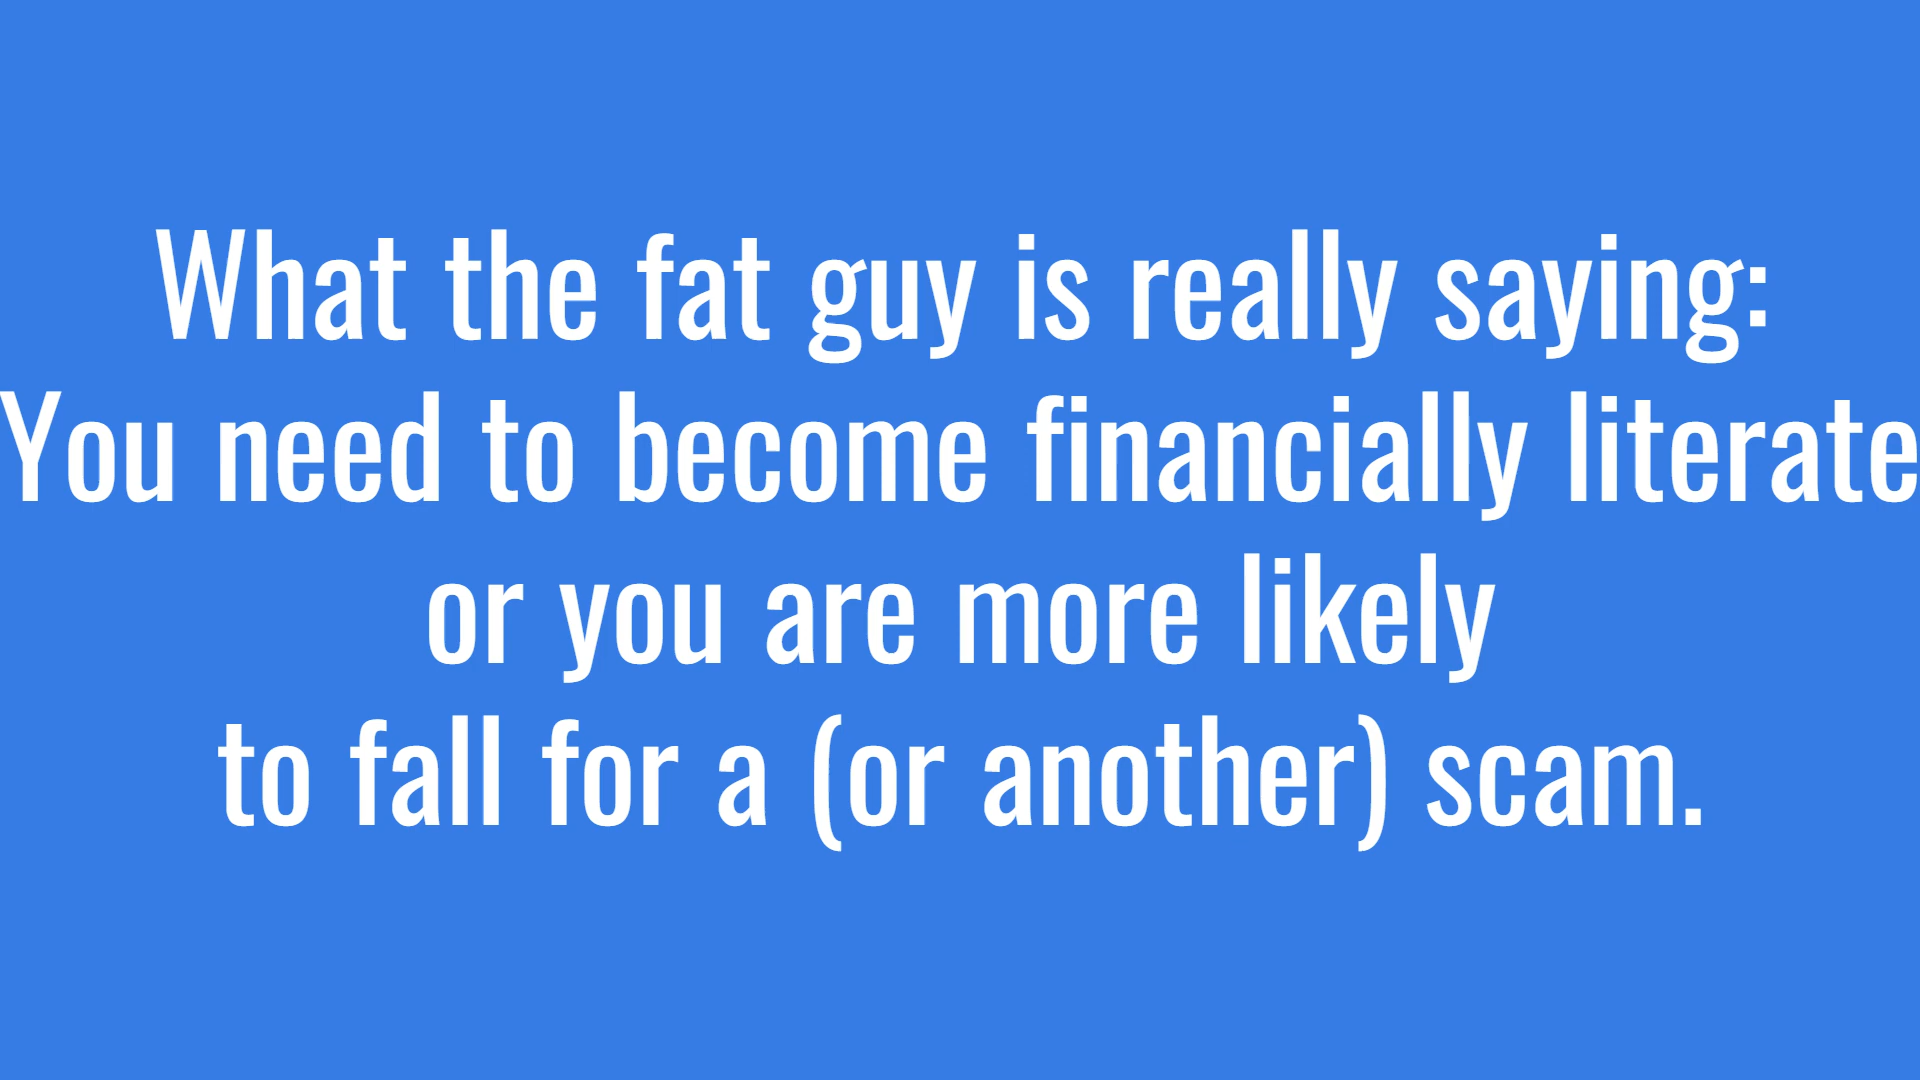 What the fat guy is really saying:
You need to become financially literate
or you are more likely
to fall for a (or another) scam.